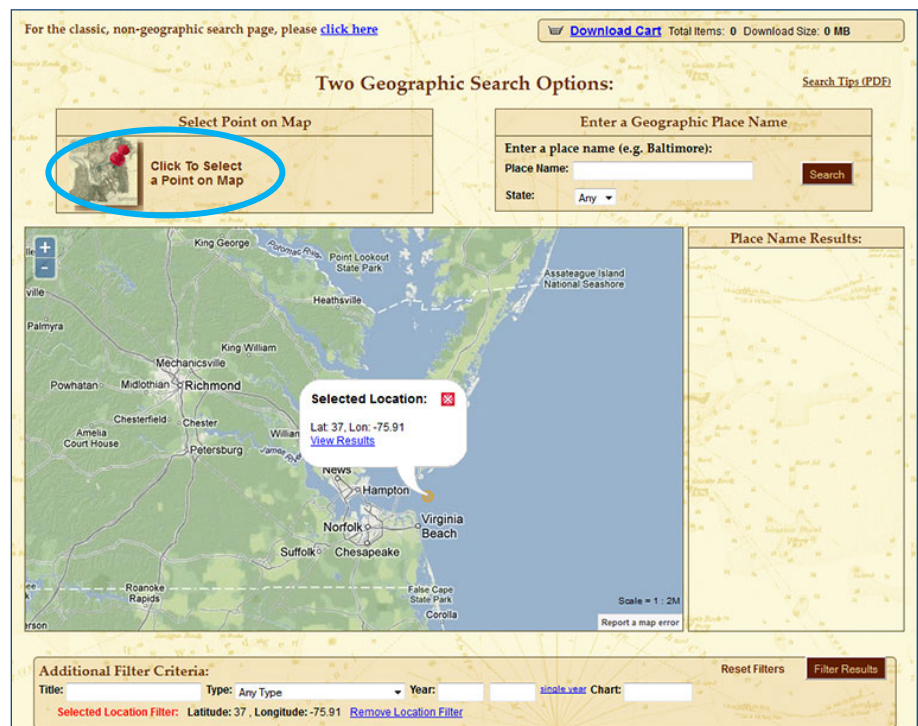 For the classic, non-geographic search page, please click here
Download Cart Total Items: 0 Download Size: 0 MB
Two Geographic Search Options:
Search Tips (PDF)
Select Point on Map
Click To Select
a Point on Map
Enter a Geographic Place Name
Enter a place name (e.g. Baltimore):
Place Name:
Search
State:
Any
+
-
King George
Potomac Riv.
Point Lookout
State Park
Assateague Island
National Seashore
ville
Heathsville
Palmyra
King William
Mechanicsville
Powhatan
Midlothian
Richmond
Chesterfield
Chester
Amelia
Court House
Petersburg
James R
Selected Location:
Lat: 37, Lon: -75.91
View Results
News
Hampton
Norfolk
Virginia
Beach
Suffolk
Chesapeake
Roanoke
Rapids
False Cape
State Park
Corolla
erson
Scale = 1 : 2M
Report a map error
Place Name Results:
Additional Filter Criteria:
Reset Filters
Filter Results
Title:
Type: Any Type
Year:
single year
Chart:
Selected Location Filter: Latitude: 37 , Longitude: -75.91 Remove Location Filter